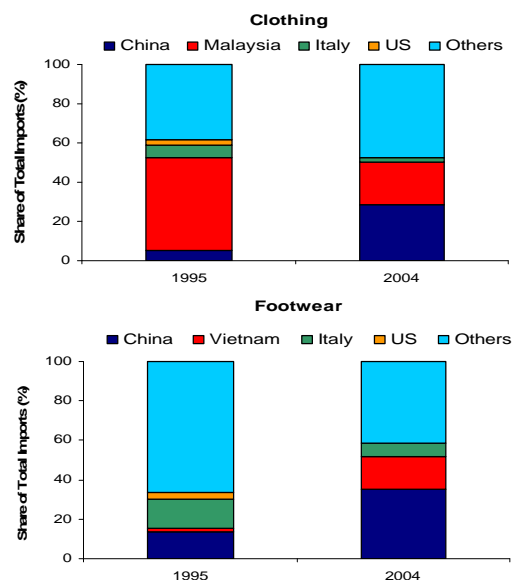 Clothing
China Malaysia Italy US Others
Share of Total Imports (%)
100
80
60
40
20
0
1995 2004
Footwear
China Vietnam Italy US Others
Share of Total Imports (%)
100
80
60
40
20
0
1995 2004